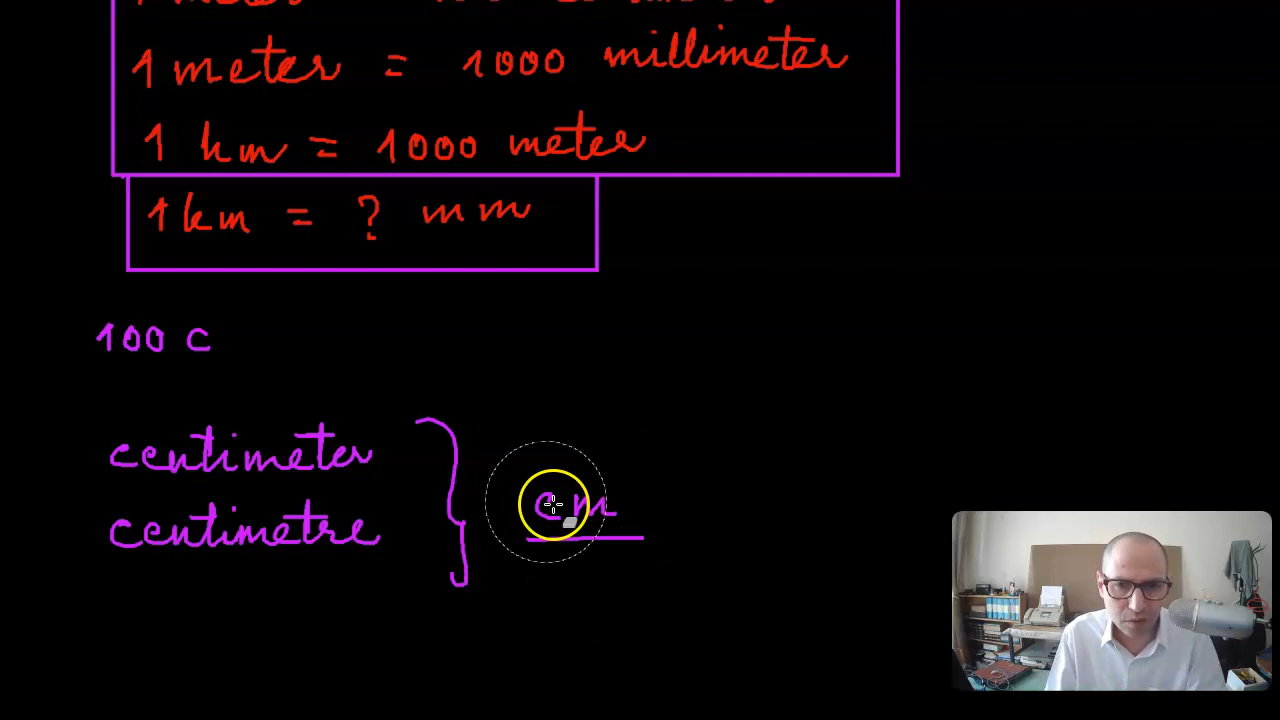 1 meter = 1000 millimeter
1 km = 1000 meter
1 km = ? mm
100 c
centimeter
centimetre
cm